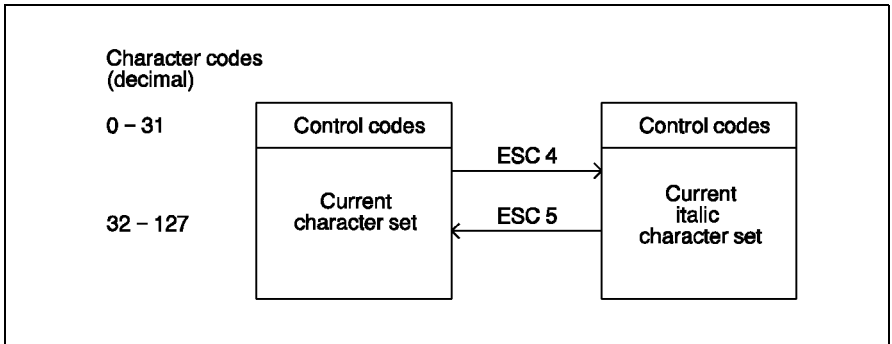 Character codes
(decimal)
0 – 31
Control codes
Control codes
ESC 4
Current
character set
Current
italic
character set
32 – 127
ESC 5